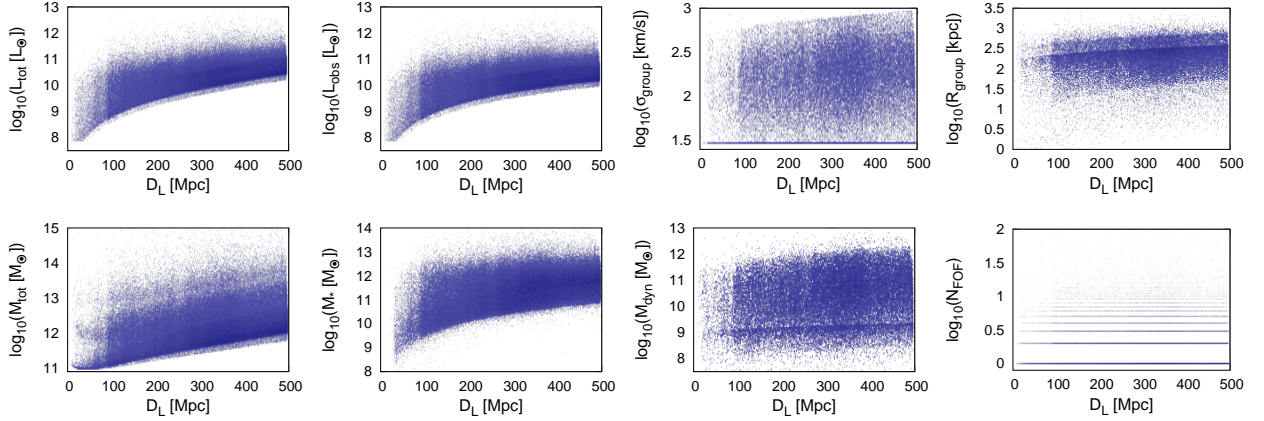 log10(Ltot [L⊙])
13
12
11
10
9
8
0 100 200 300 400 500
DL [Mpc]
log10(Lobs [L⊙])
13
12
11
10
9
8
0 100 200 300 400 500
DL [Mpc]
log10(σgroup [km/s])
3
2.5
2
1.5
0 100 200 300 400 500
DL [Mpc]
log10(Rgroup [kpc])
3.5
3
2.5
2
1.5
1
0.5
0
0 100 200 300 400 500
DL [Mpc]
log10(Mtot [M⊙])
15
14
13
12
11
0 100 200 300 400 500
DL [Mpc]
log10(M* [M⊙])
14
13
12
11
10
9
8
0 100 200 300 400 500
DL [Mpc]
log10(Mdyn [M⊙])
13
12
11
10
9
8
0 100 200 300 400 500
DL [Mpc]
log10(NFOF)
2
1.5
1
0.5
0
0 100 200 300 400 500
DL [Mpc]